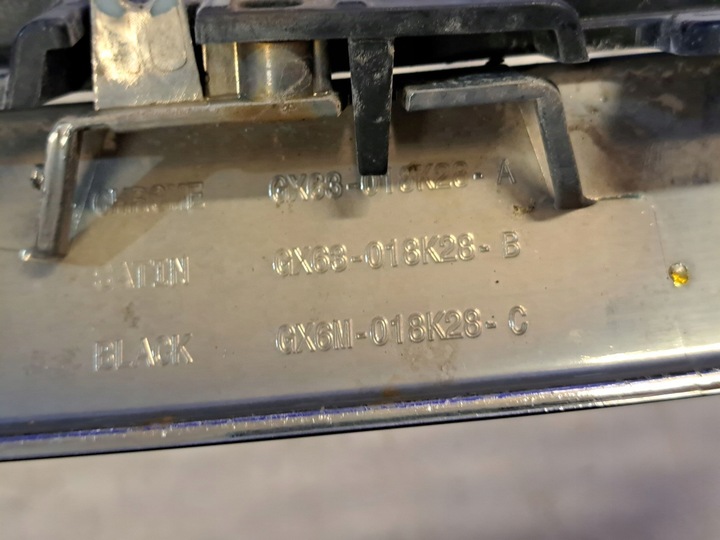 CHROME GX63-018K28-A
SATIN GX63-018K28-B
BLACK GX6M-018K28-C